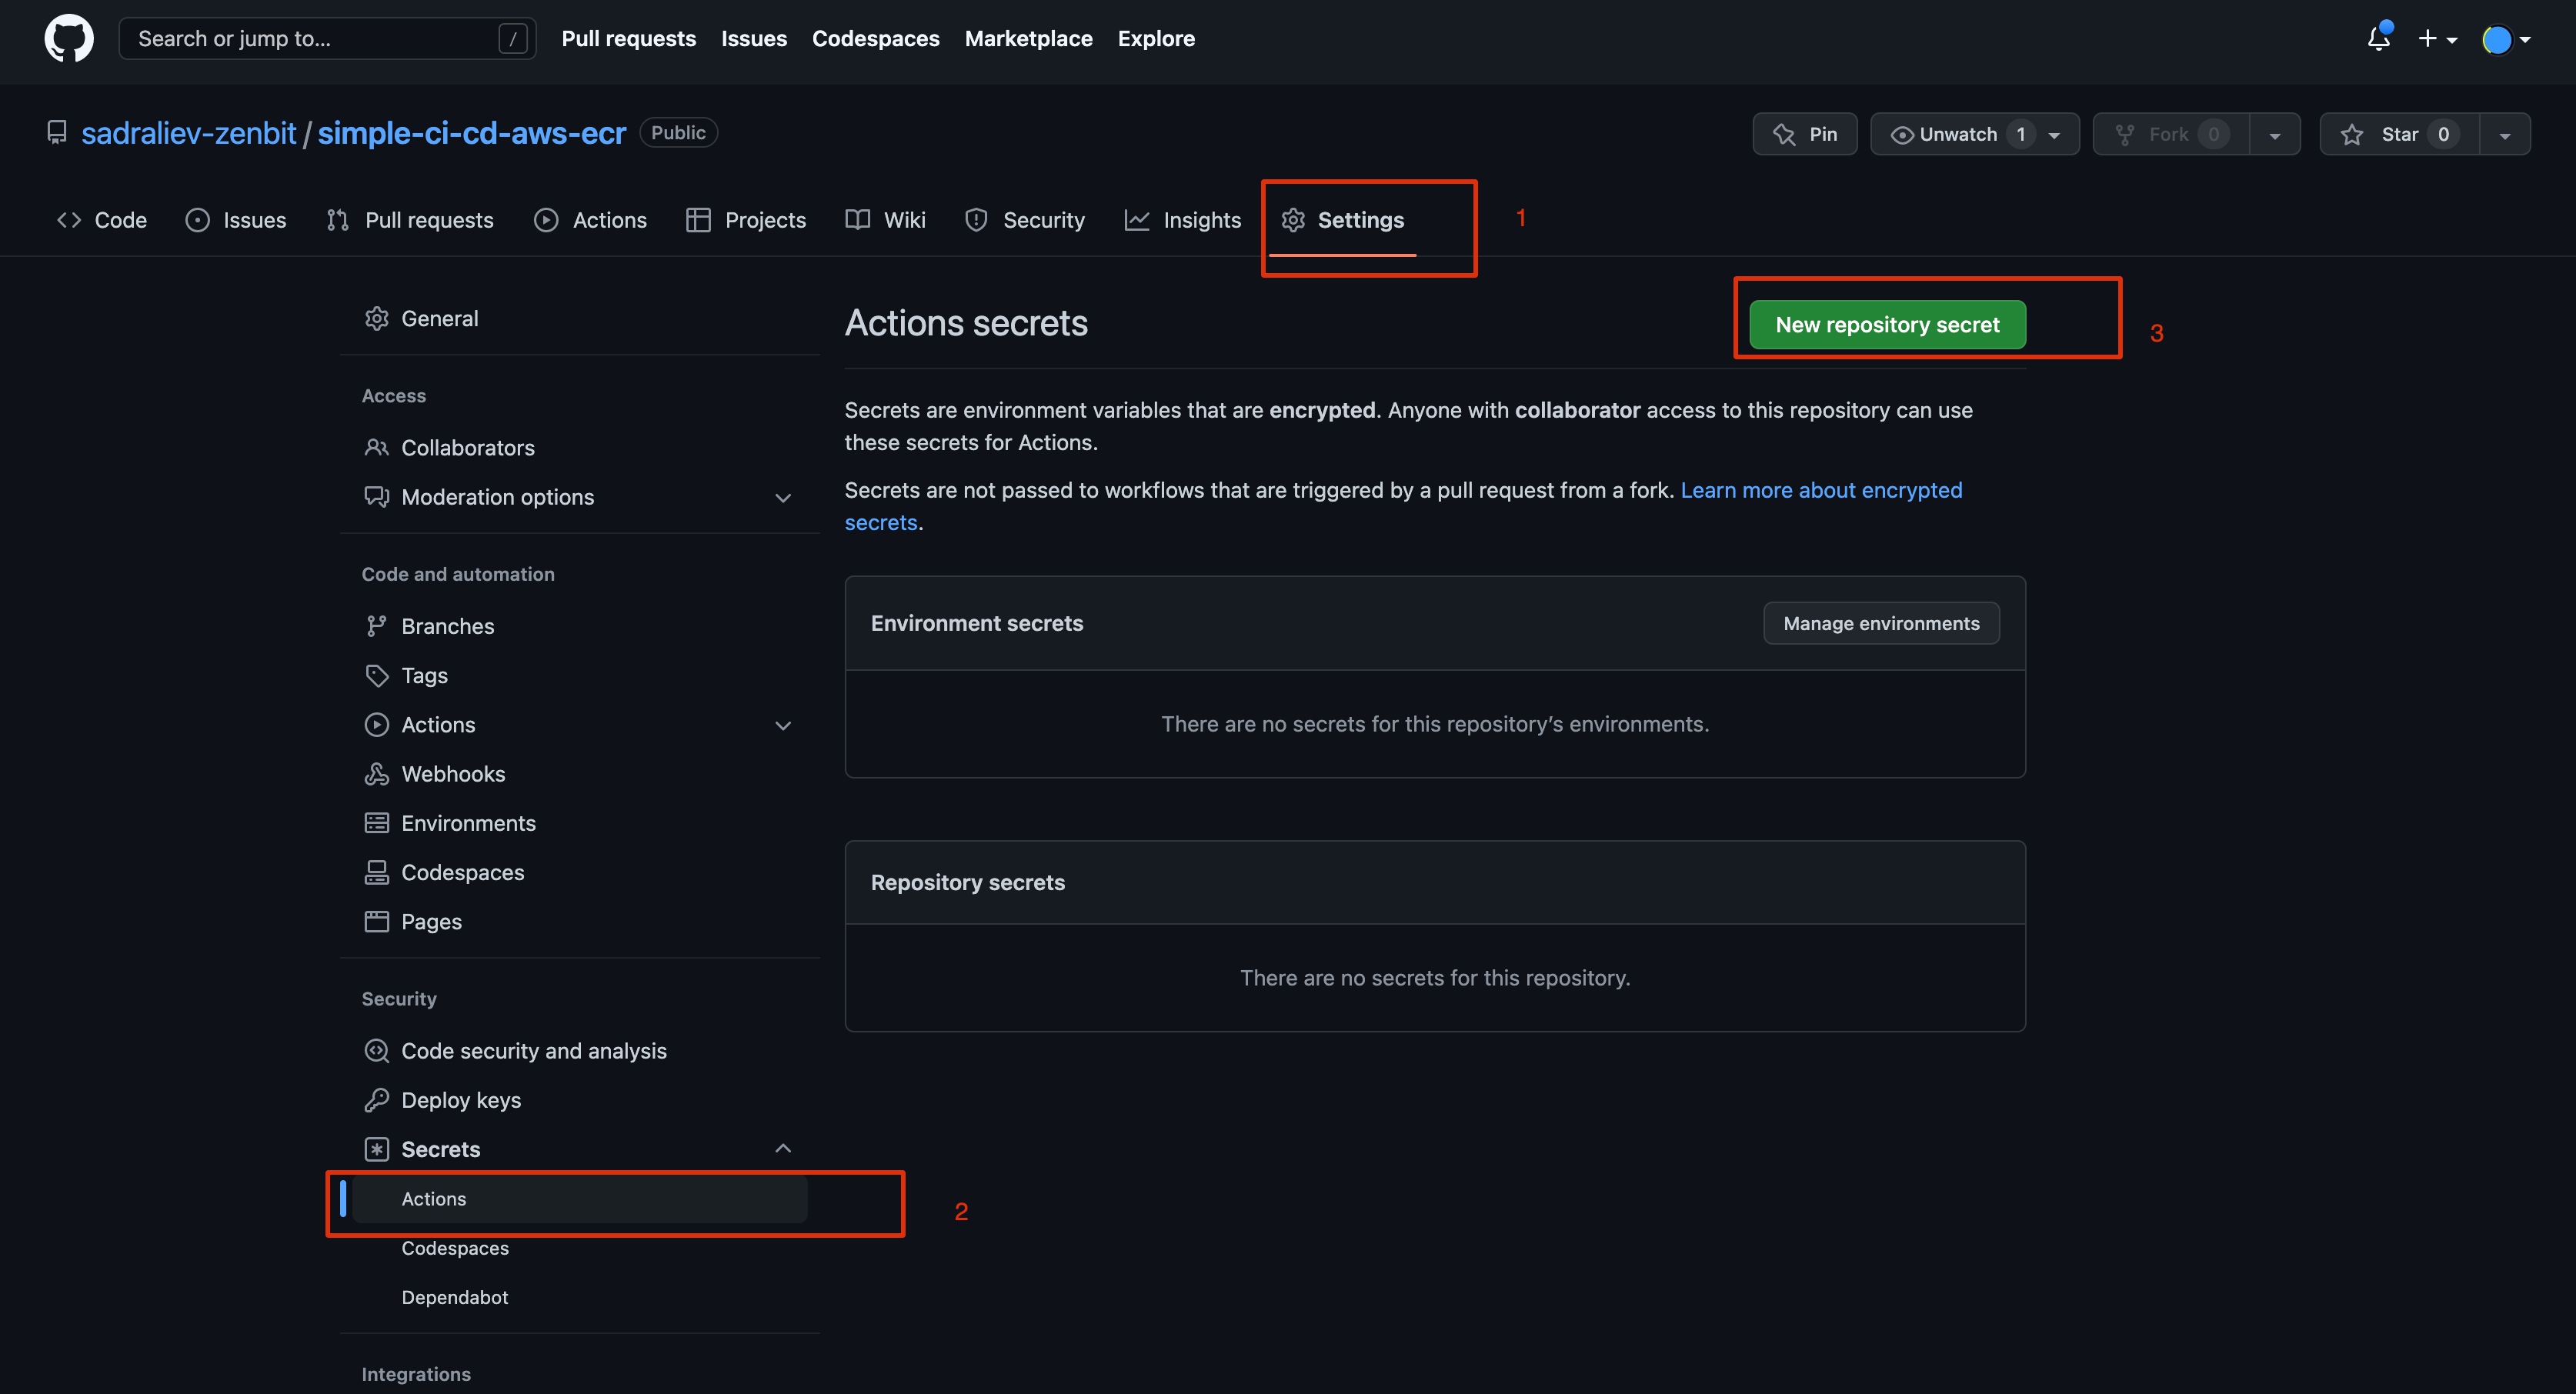 Search or jump to... /
Pull requests Issues Codespaces Marketplace Explore
sadraliev-zenbit / simple-ci-cd-aws-ecr Public
Pin Unwatch 1 Fork 0 Star 0
Code Issues Pull requests Actions Projects Wiki Security Insights Settings 1
General
Access
Collaborators
Moderation options
Code and automation
Branches
Tags
Actions
Webhooks
Environments
Codespaces
Pages
Security
Code security and analysis
Deploy keys
Secrets
Actions 2
Codespaces
Dependabot
Integrations
Actions secrets New repository secret 3
Secrets are environment variables that are encrypted. Anyone with collaborator access to this repository can use
these secrets for Actions.
Secrets are not passed to workflows that are triggered by a pull request from a fork. Learn more about encrypted
secrets.
Environment secrets Manage environments
There are no secrets for this repository’s environments.
Repository secrets
There are no secrets for this repository.